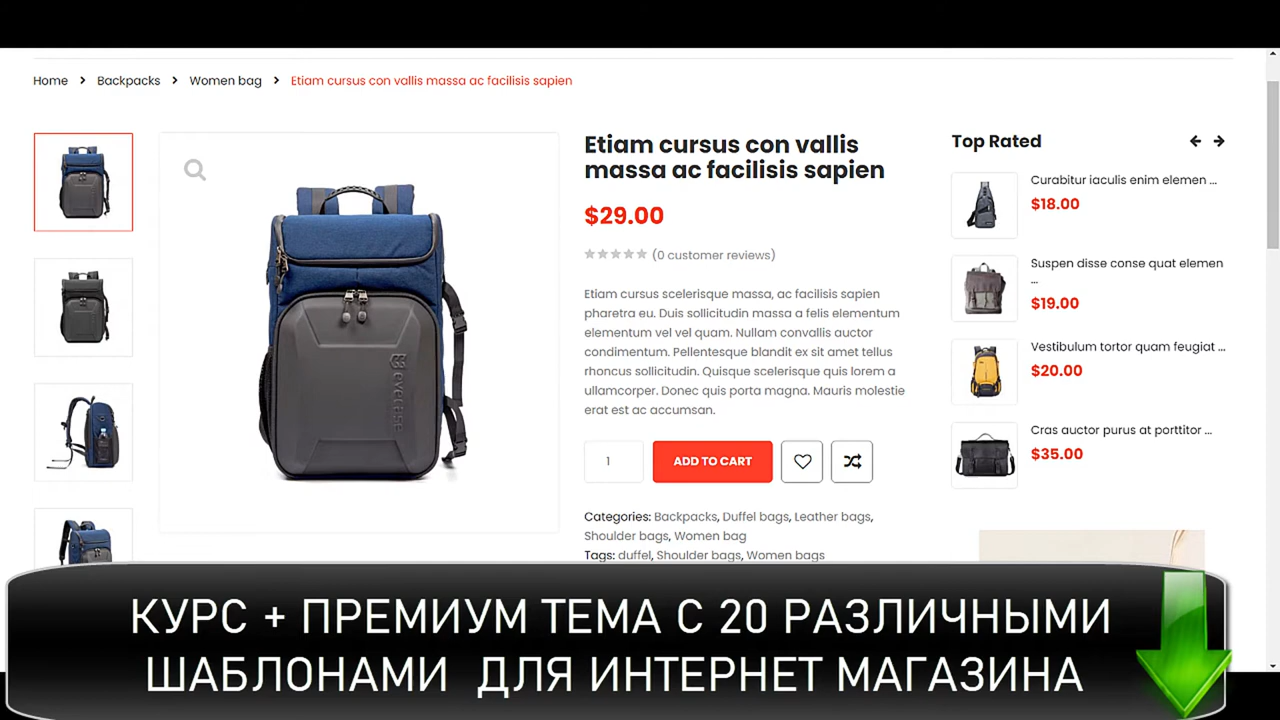 Home > Backpacks > Women bag > Etiam cursus con vallis massa ac facilisis sapien
Etiam cursus con vallis
massa ac facilisis sapien
$29.00
(0 customer reviews)
Etiam cursus scelerisque massa, ac facilisis sapien
pharetra eu. Duis sollicitudin massa a felis elementum
elementum vel vel quam. Nullam convallis auctor
condimentum. Pellentesque blandit ex sit amet tellus
rhoncus sollicitudin. Quisque scelerisque quis lorem a
ullamcorper. Donec quis porta magna. Mauris molestie
erat est ac accumsan.
1
ADD TO CART
Categories: Backpacks, Duffel bags, Leather bags,
Shoulder bags, Women bag
Tags: duffel, Shoulder bags, Women bags
Top Rated
Curabitur iaculis enim elemen ...
$18.00
Suspen disse conse quat elemen
...
$19.00
Vestibulum tortor quam feugiat ...
$20.00
Cras auctor purus at porttitor ...
$35.00
evecase
КУРС + ПРЕМИУМ ТЕМА С 20 РАЗЛИЧНЫМИ
ШАБЛОНАМИ ДЛЯ ИНТЕРНЕТ МАГАЗИНА